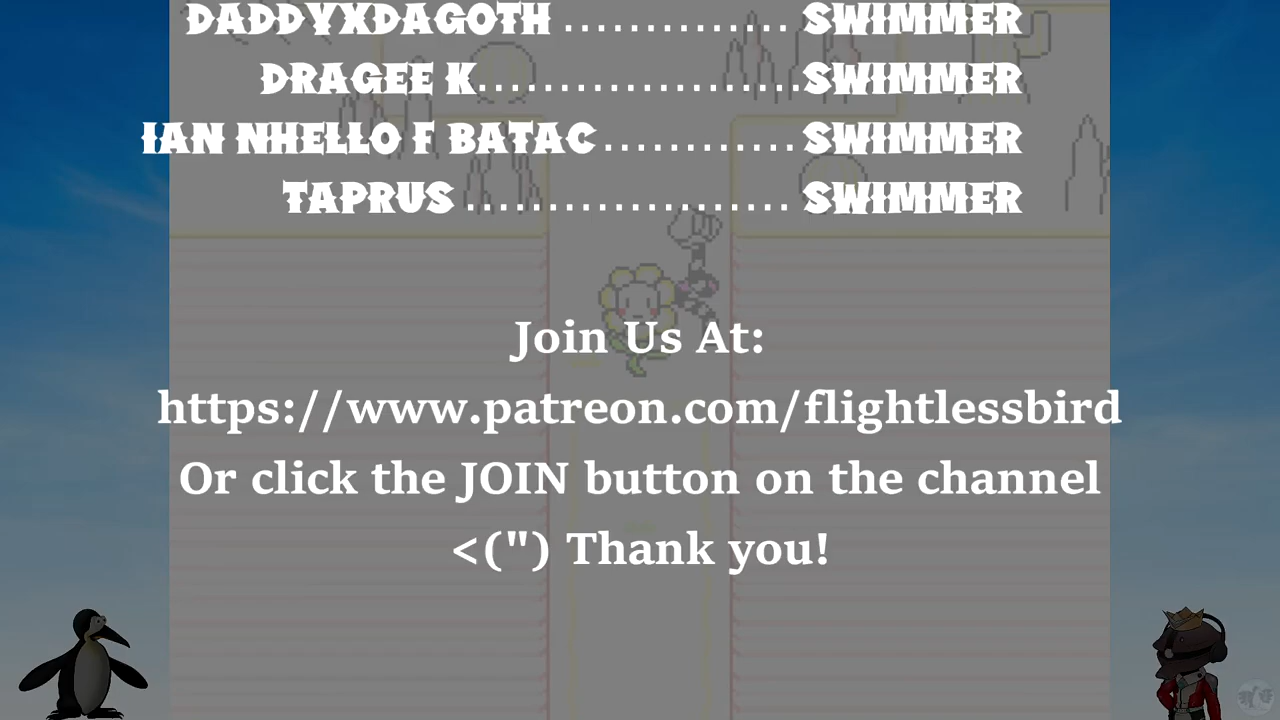 DADDYXDAGOTH .............. SWIMMER
DRAGEE K........................SWIMMER
IAN NHELLO F BATAC ............ SWIMMER
TAPRUS .................... SWIMMER
Join Us At:
https://www.patreon.com/flightlessbird
Or click the JOIN button on the channel
<(") Thank you!